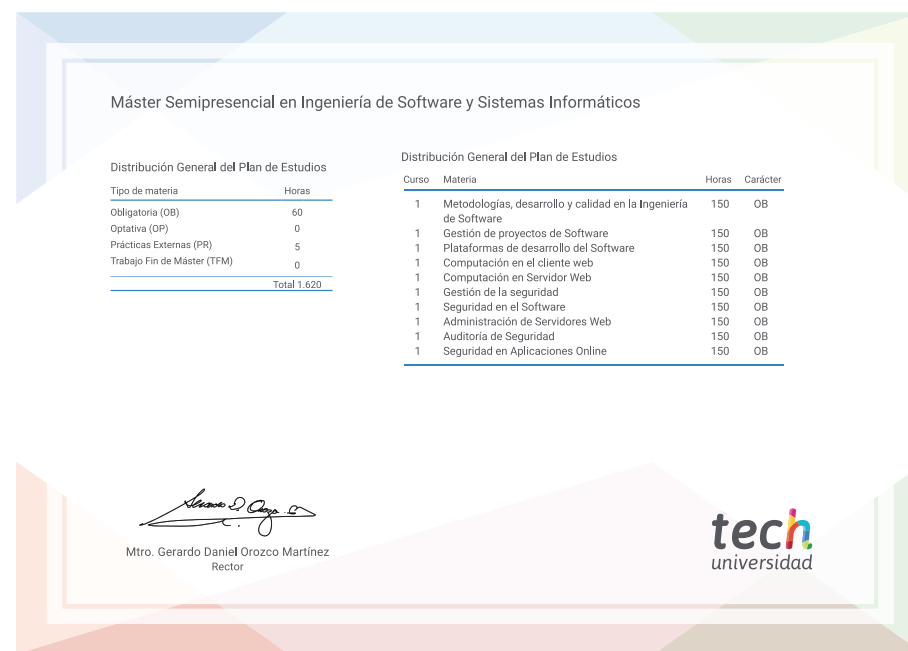 Máster Semipresencial en Ingeniería de Software y Sistemas Informáticos
Distribución General del Plan de Estudios
Tipo de materia Horas
Obligatoria (OB) 60
Optativa (OP) 0
Prácticas Externas (PR) 5
Trabajo Fin de Máster (TFM) 0
Total 1.620
Distribución General del Plan de Estudios
Curso Materia Horas Carácter
1 Metodologías, desarrollo y calidad en la Ingeniería 150 OB
de Software
1 Gestión de proyectos de Software 150 OB
1 Plataformas de desarrollo del Software 150 OB
1 Computación en el cliente web 150 OB
1 Computación en Servidor Web 150 OB
1 Gestión de la seguridad 150 OB
1 Seguridad en el Software 150 OB
1 Administración de Servidores Web 150 OB
1 Auditoría de Seguridad 150 OB
1 Seguridad en Aplicaciones Online 150 OB
Mtro. Gerardo Daniel Orozco Martínez
Rector
tech
universidad